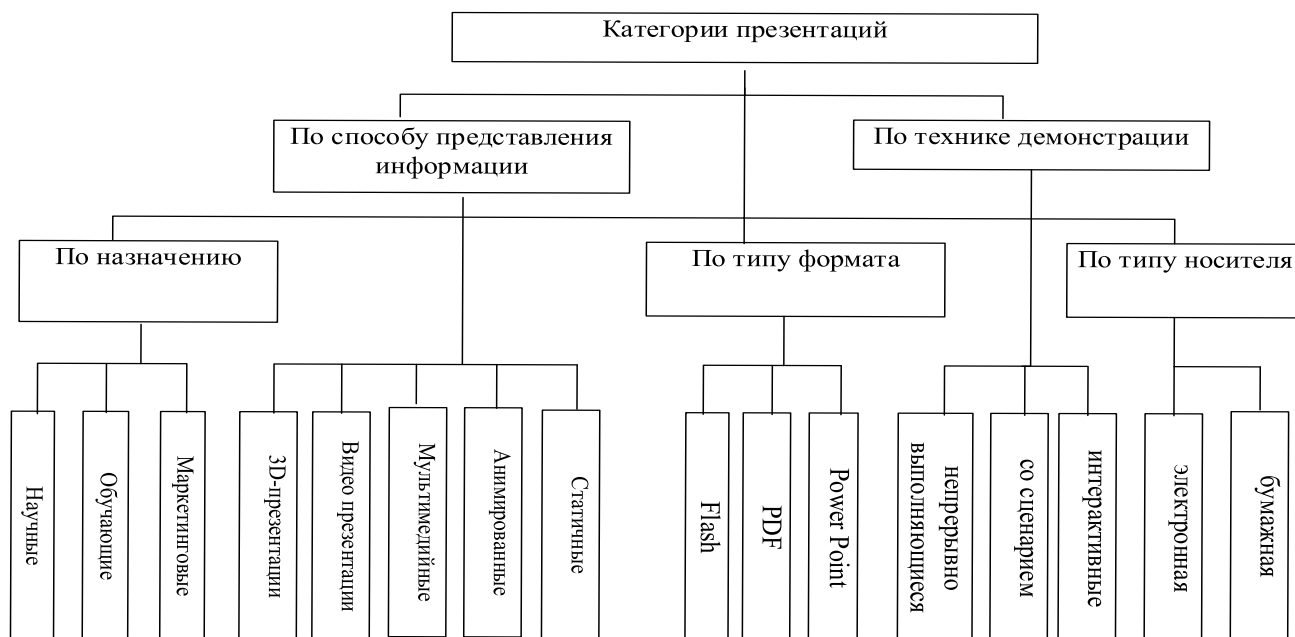 Категории презентаций
По способу представления
информации
По технике демонстрации
По назначению
По типу формата
По типу носителя
Научные
Обучающие
Маркетинговые
3D-презентации
Видео презентации
Мультимедийные
Анимированные
Статичные
Flash
PDF
Power Point
непрерывно
выполняющиеся
со сценарием
интерактивные
электронная
бумажная